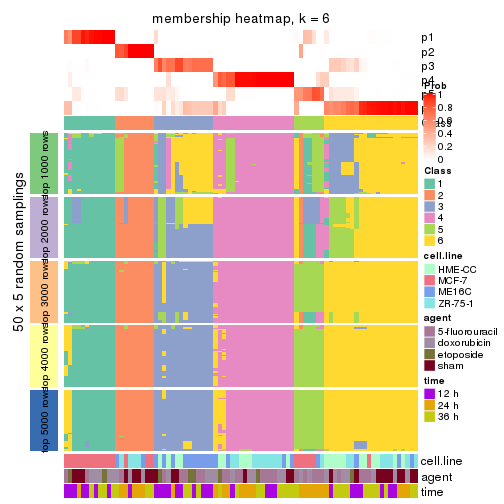 membership heatmap, k = 6
p1
p2
p3
p4
Prob
1
0.8
0.6
0.4
0.2
0
Class
1
2
3
4
5
6
cell.line
HME-CC
MCF-7
ME16C
ZR-75-1
agent
5-fluorouracil
doxorubicin
etoposide
sham
time
12 h
24 h
36 h
50 x 5 random samplings
top 1000 rows
top 2000 rows
top 3000 rows
top 4000 rows
top 5000 rows
cell.line
agent
time